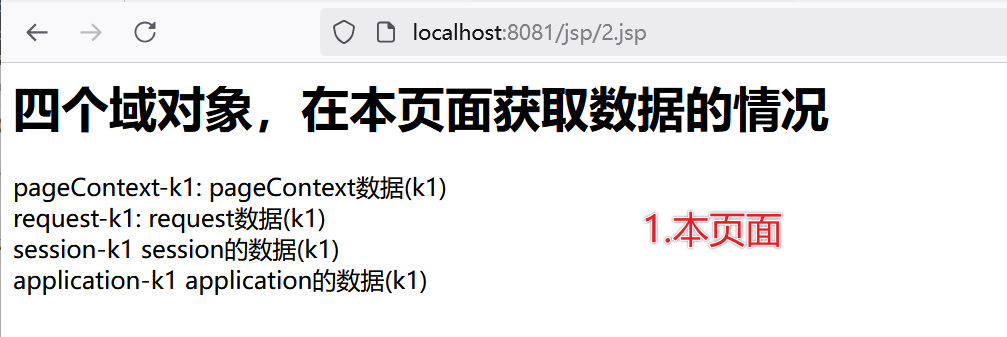 localhost:8081/jsp/2.jsp
四个域对象，在本页面获取数据的情况
pageContext-k1: pageContext数据(k1)
request-k1: request数据(k1)
session-k1 session的数据(k1)
1.本页面
application-k1 application的数据(k1)